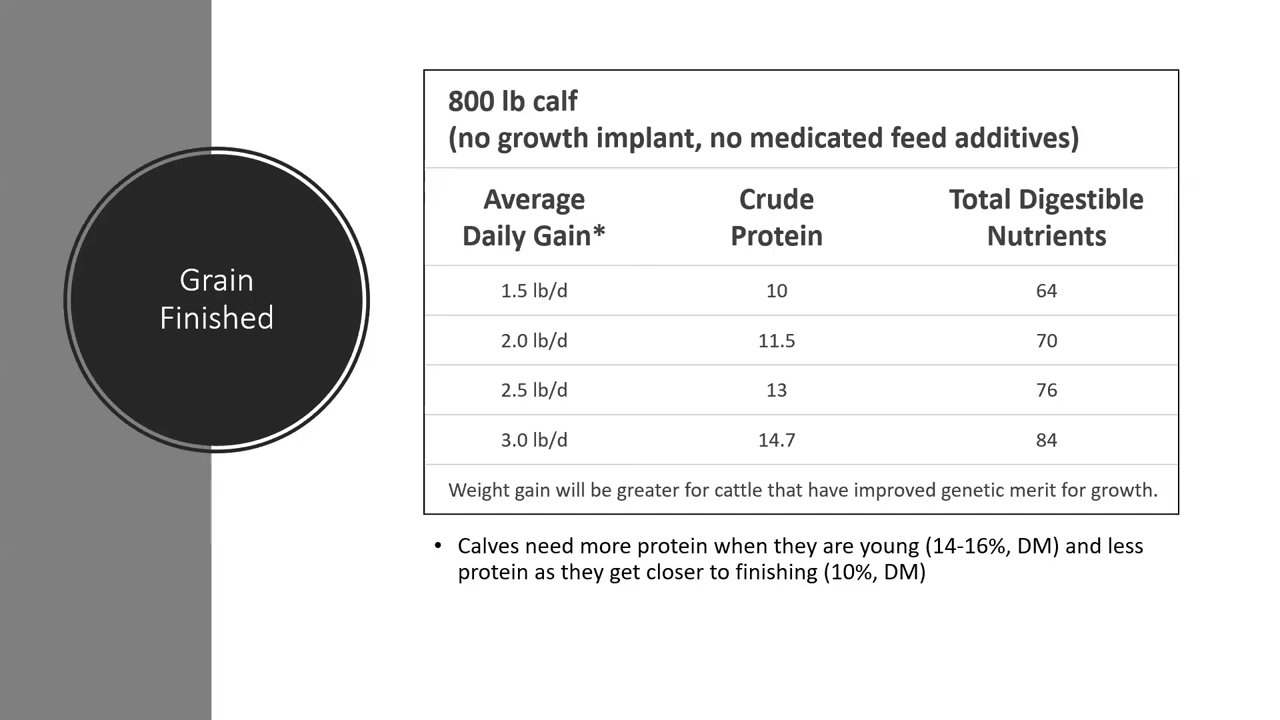 Grain
Finished
800 lb calf
(no growth implant, no medicated feed additives)
Average Daily Gain* Crude Protein Total Digestible Nutrients
1.5 lb/d 10 64
2.0 lb/d 11.5 70
2.5 lb/d 13 76
3.0 lb/d 14.7 84
Weight gain will be greater for cattle that have improved genetic merit for growth.
• Calves need more protein when they are young (14-16%, DM) and less
protein as they get closer to finishing (10%, DM)